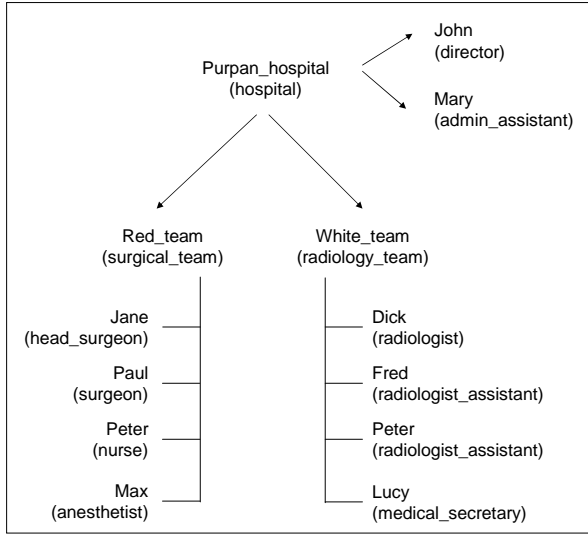 John
(director)
Purpan_hospital
(hospital)
Mary
(admin_assistant)
Red_team
(surgical_team)
White_team
(radiology_team)
Jane
(head_surgeon)
Paul
(surgeon)
Peter
(nurse)
Max
(anesthetist)
Dick
(radiologist)
Fred
(radiologist_assistant)
Peter
(radiologist_assistant)
Lucy
(medical_secretary)